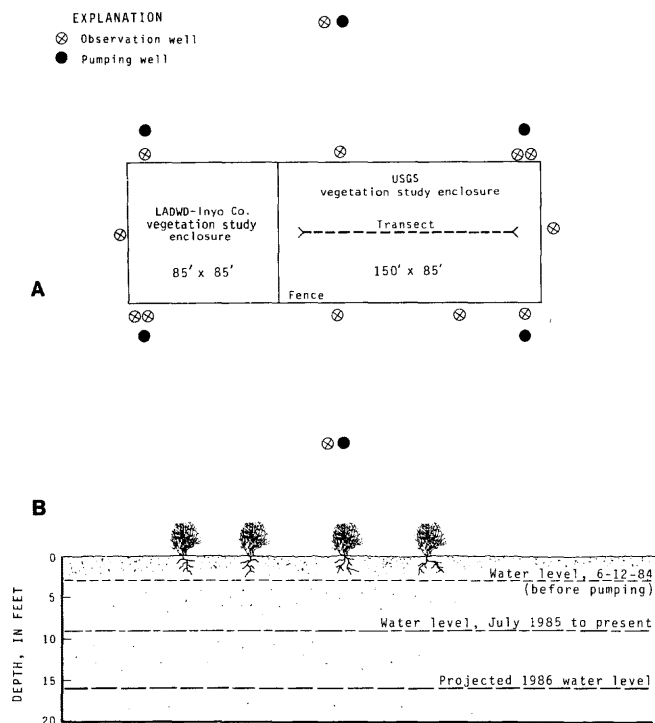 EXPLANATION
Observation well
Pumping well
USGS
vegetation study enclosure
LADWD-Inyo Co.
vegetation study
enclosure
Transect
85' x 85'
150' x 85'
A
Fence
B
0
Water level, 6-12-84
(before pumping)
5
Water level, July 1985 to present
10
15
Projected 1986 water level
20
DEPTH, IN FEET